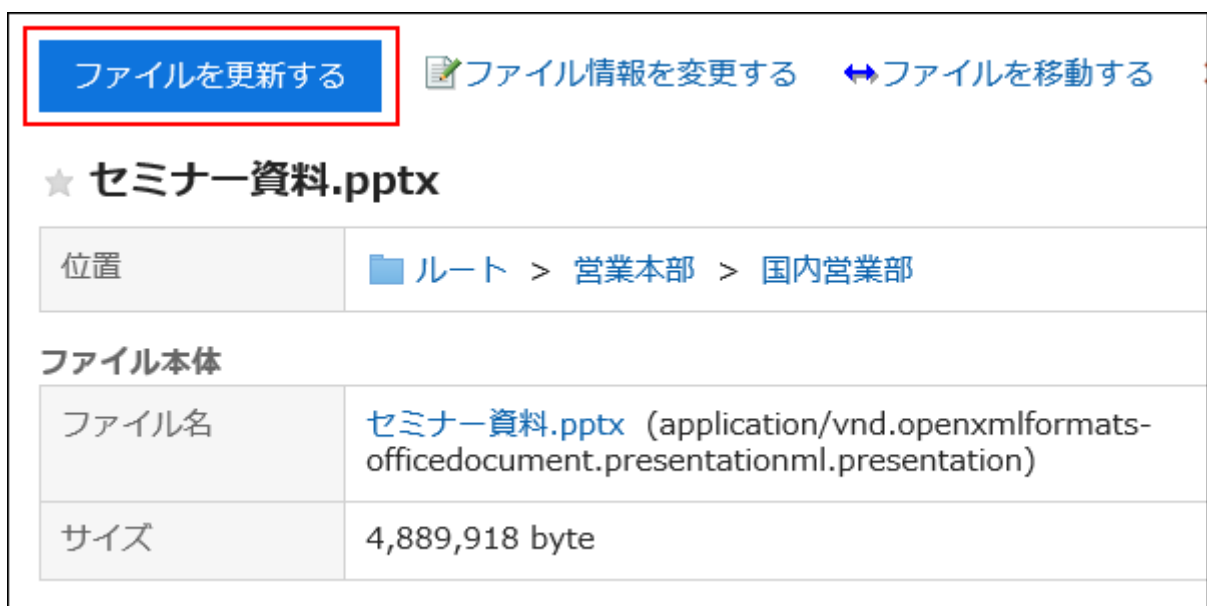 ファイルを更新する ファイル情報を変更する ファイルを移動する
セミナー資料.pptx
位置 ルート > 営業本部 > 国内営業部
ファイル本体
ファイル名 セミナー資料.pptx (application/vnd.openxmlformats-
officedocument.presentationml.presentation)
サイズ 4,889,918 byte